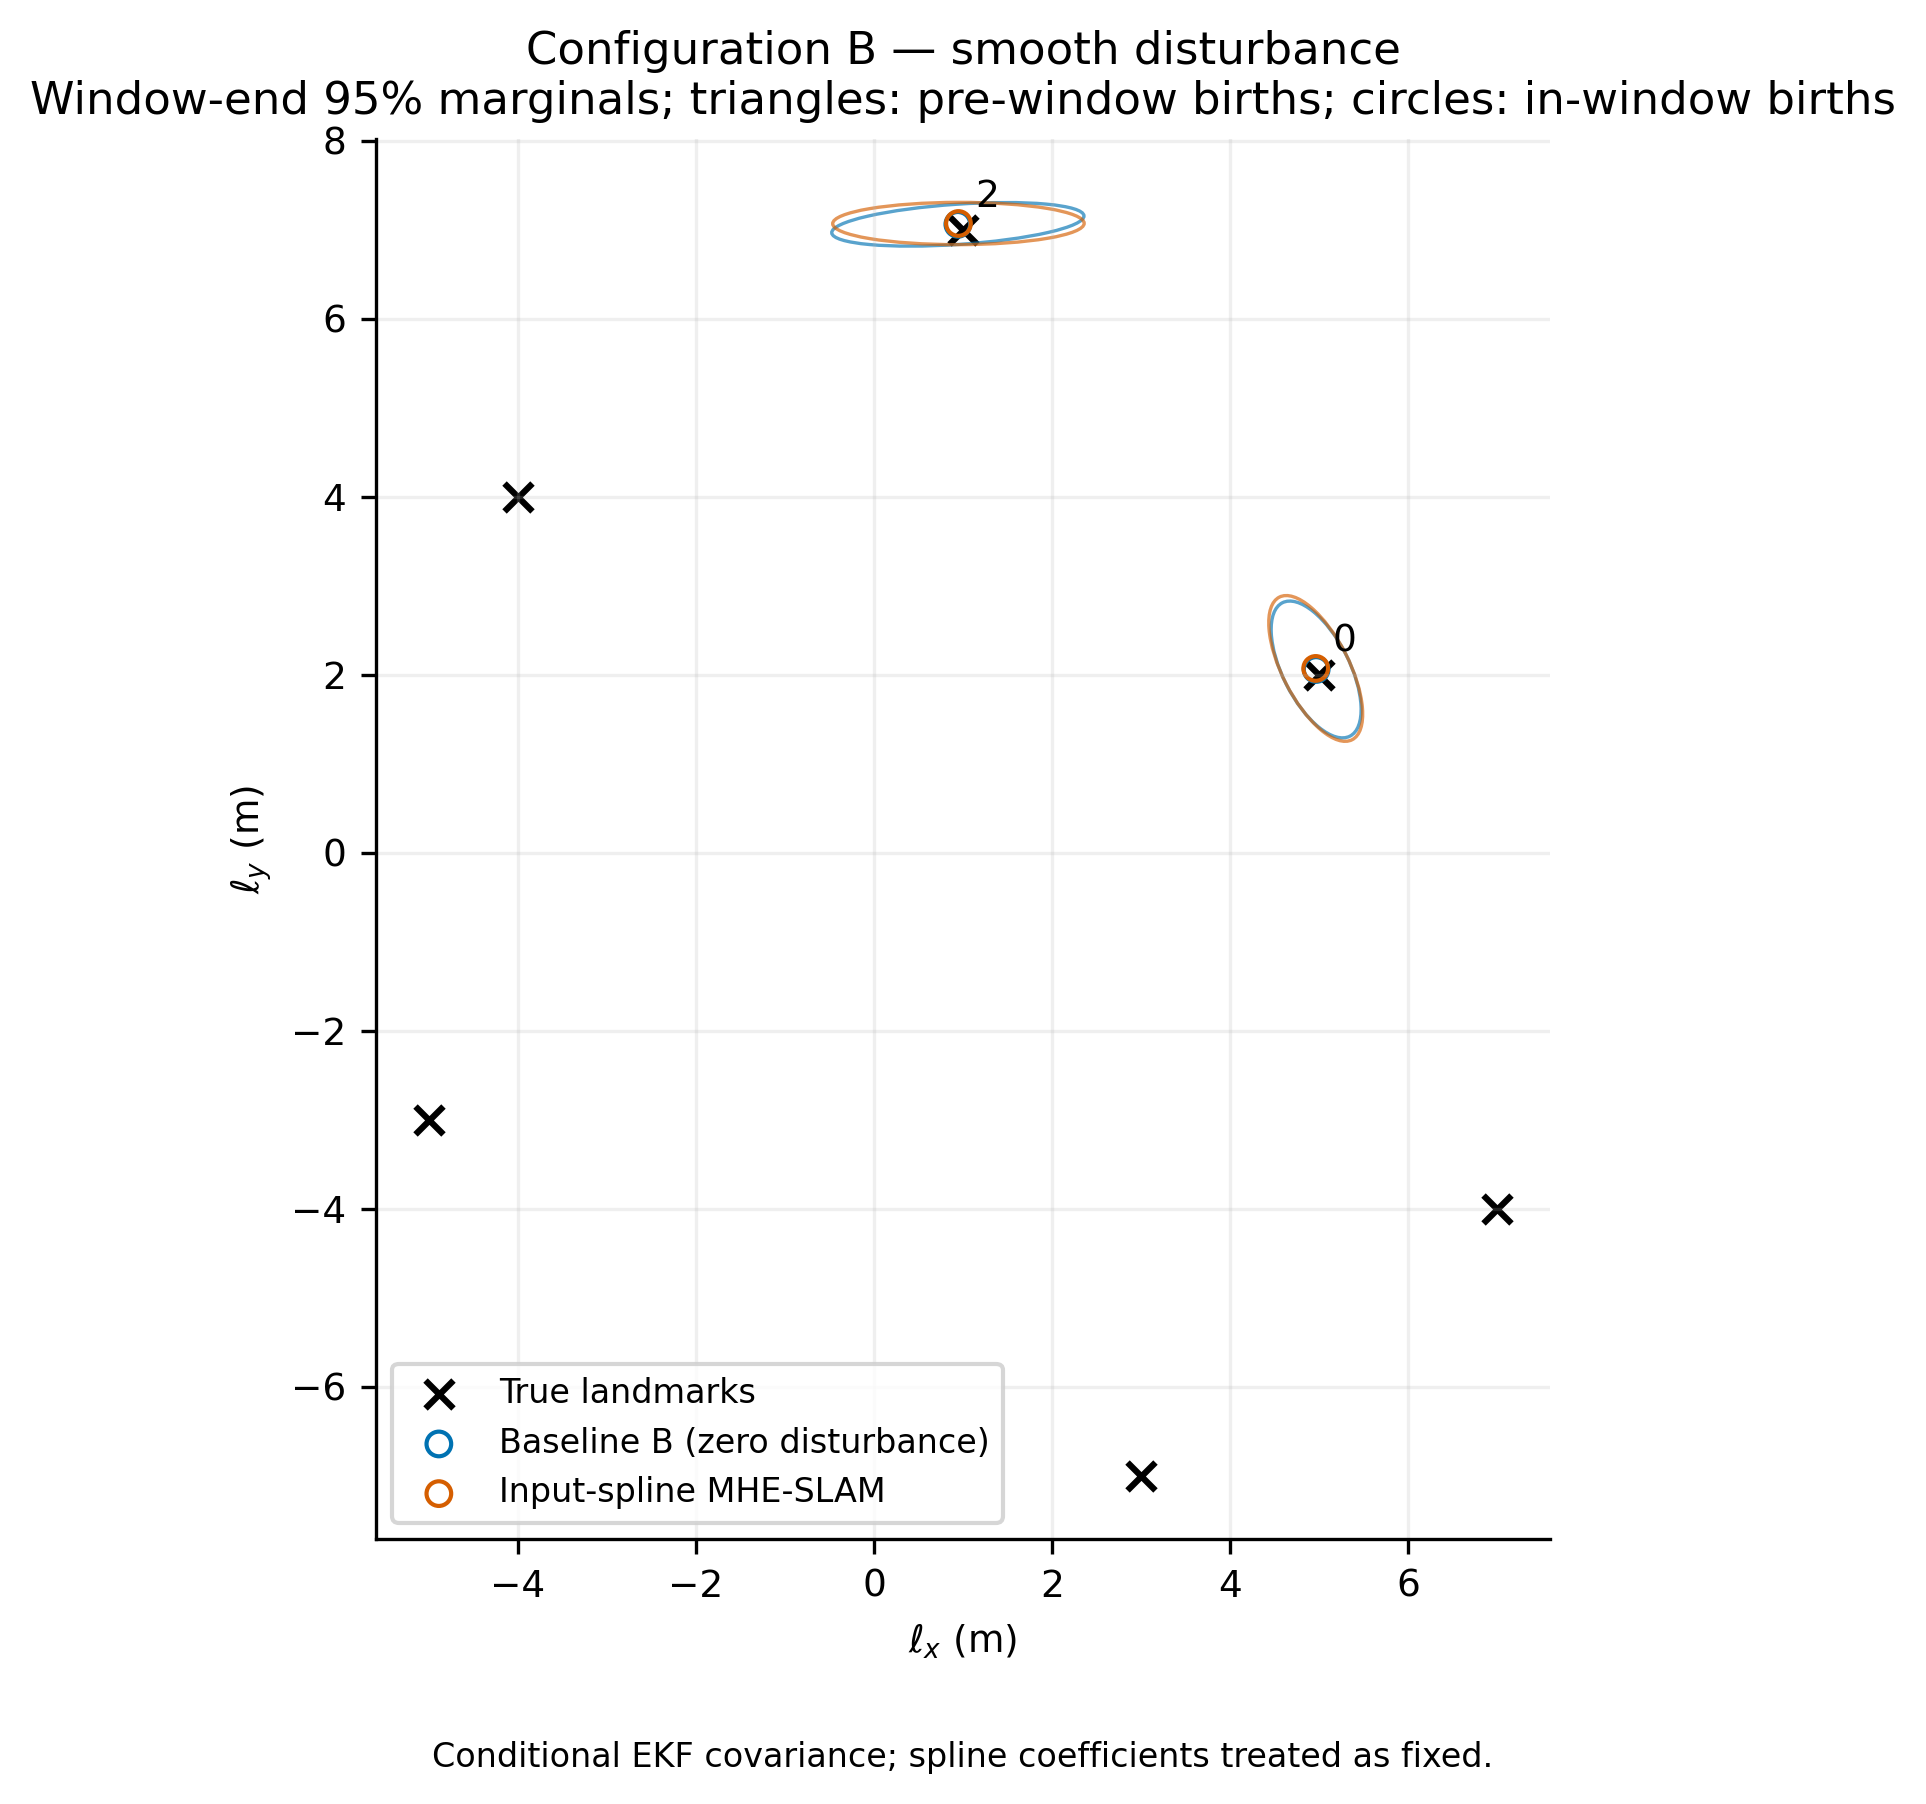 Configuration B — smooth disturbance
Window-end 95% marginals; triangles: pre-window births; circles: in-window births
8
2
6
4
0
2
ℓy (m)
0
−2
−4
−6
True landmarks
Baseline B (zero disturbance)
Input-spline MHE-SLAM
−4 −2 0 2 4 6
ℓx (m)
Conditional EKF covariance; spline coefficients treated as fixed.